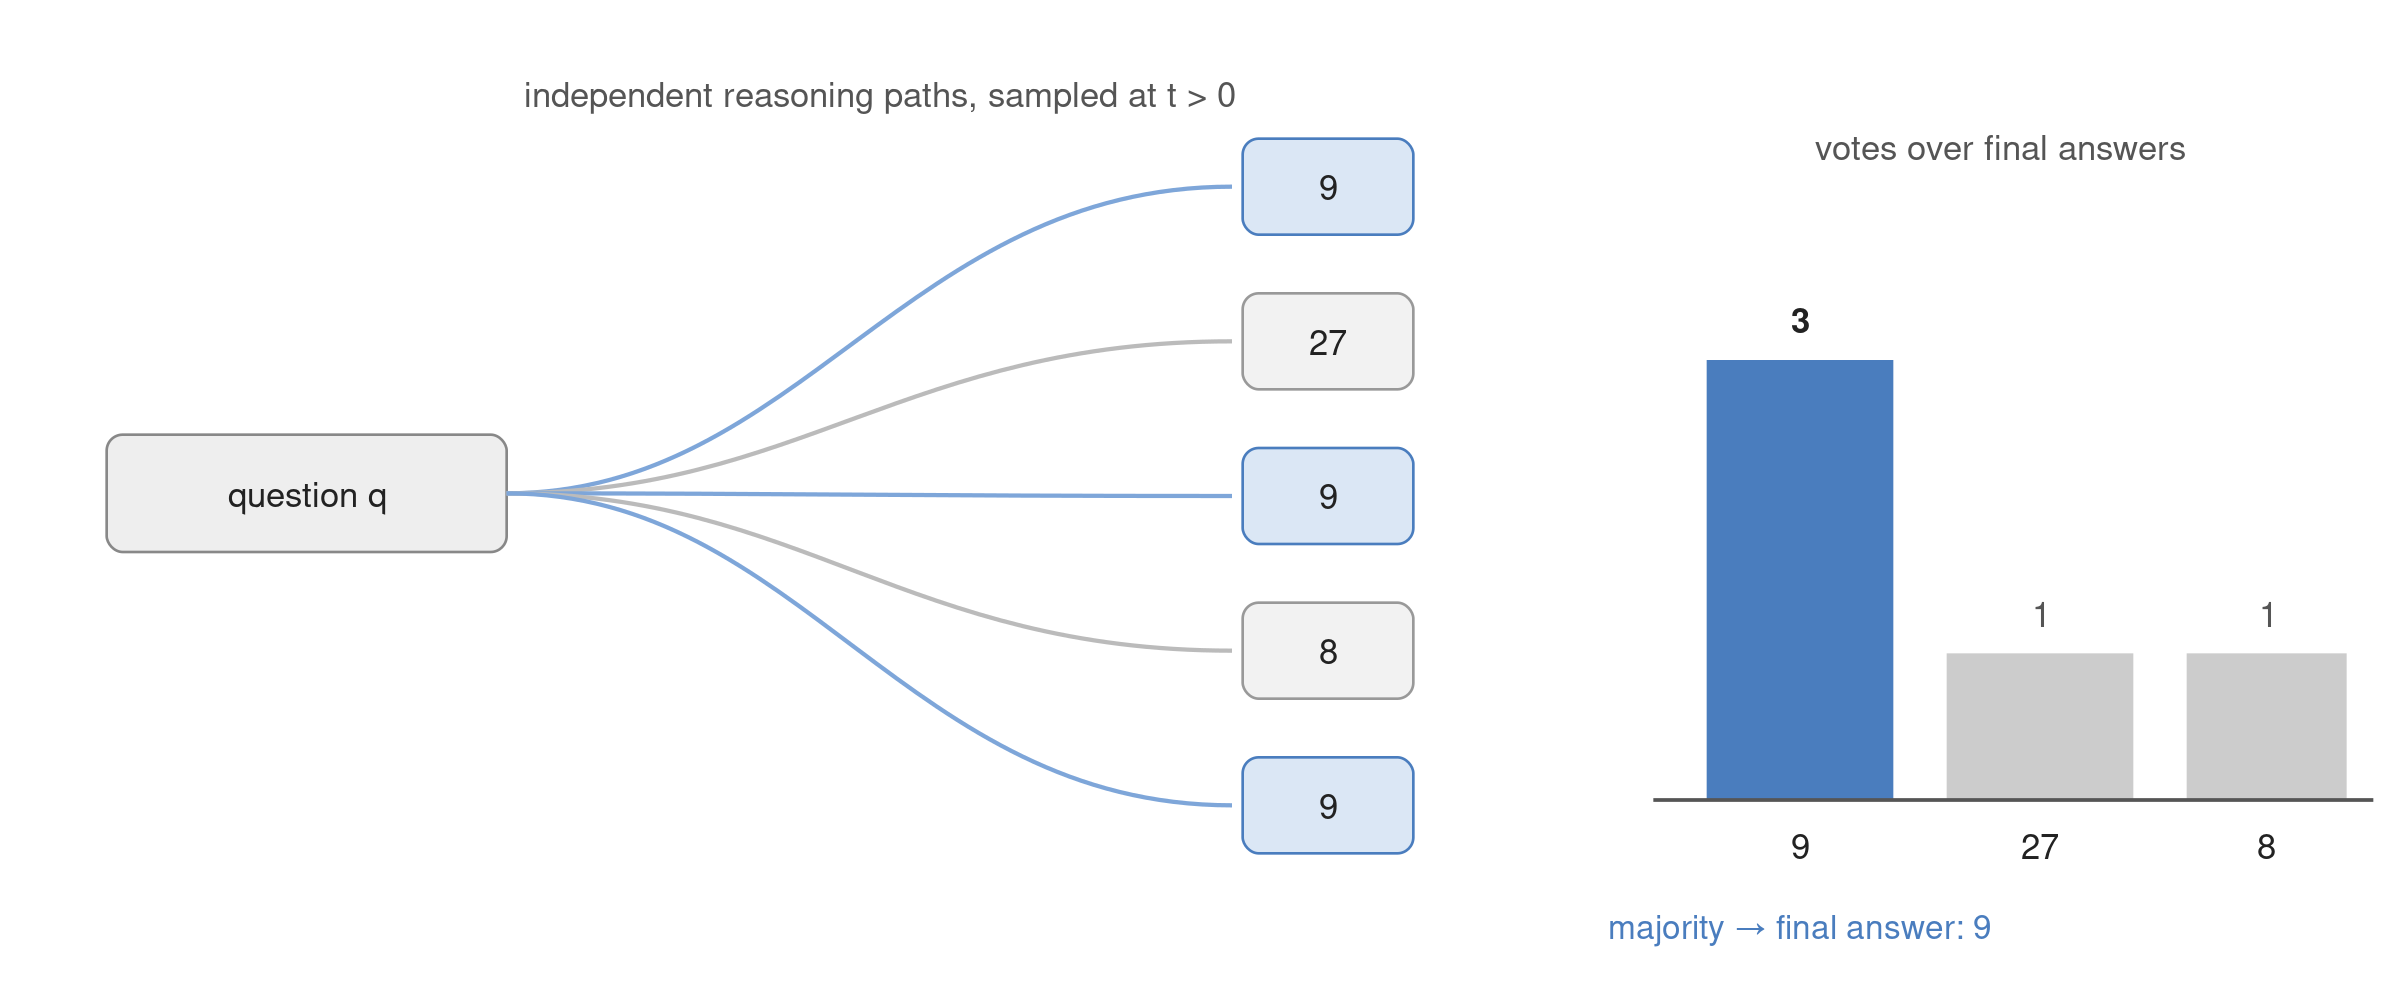 independent reasoning paths, sampled at t > 0
question q
9
27
9
8
9
votes over final answers
3
1
1
9
27
8
majority → final answer: 9